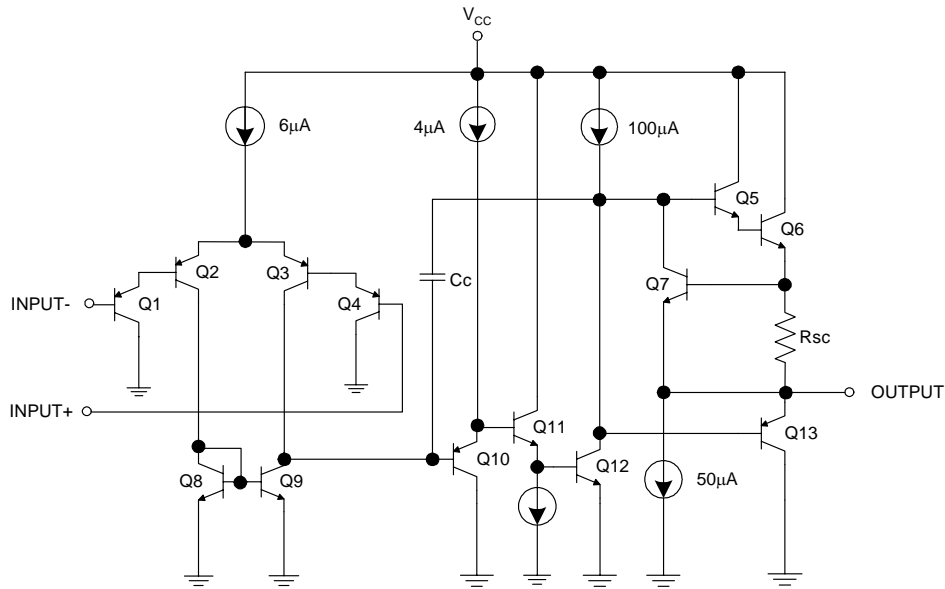 VCC
6μA
4μA
100μA
Q5
Q6
Q2
Q3
Q7
Cc
INPUT-
Q1
Q4
Rsc
INPUT+
OUTPUT
Q11
Q13
Q8
Q9
Q10
Q12
50μA